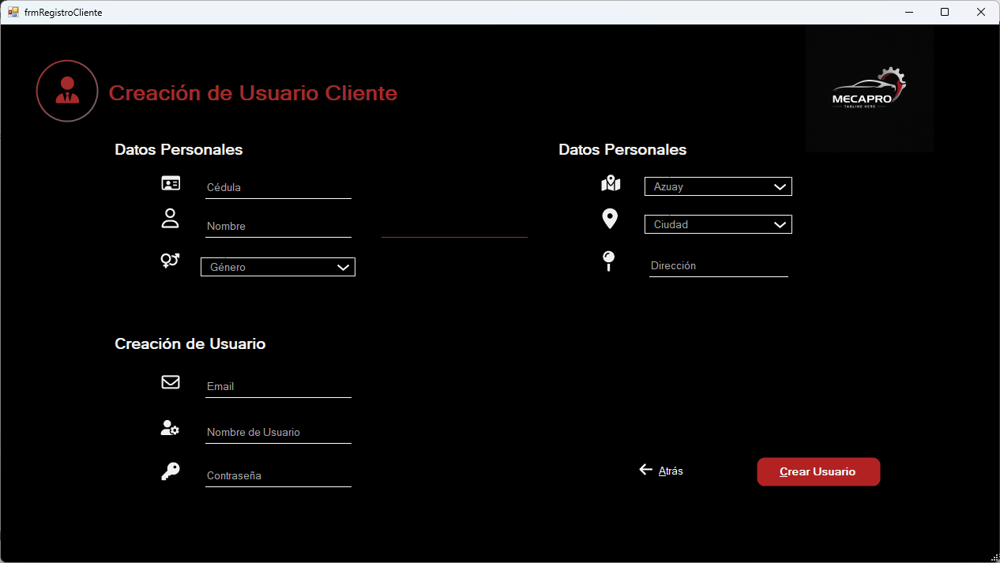 frmRegistroCliente
Creación de Usuario Cliente
MECAPRO
TAGLINE HERE
Datos Personales
Cédula
Nombre
Género
Datos Personales
Azuay
Ciudad
Dirección
Creación de Usuario
Email
Nombre de Usuario
Contraseña
Atrás
Crear Usuario